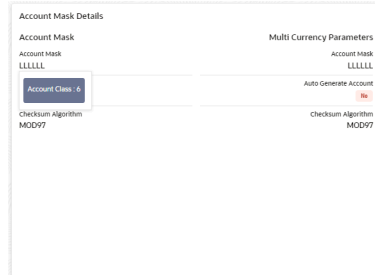 Account Mask Details
Account Mask
Multi Currency Parameters
Account Mask
Account Mask
LLLLLL
LLLLLL
Account Class : 6
Auto Generate Account
No
Checksum Algorithm
Checksum Algorithm
MOD97
MOD97